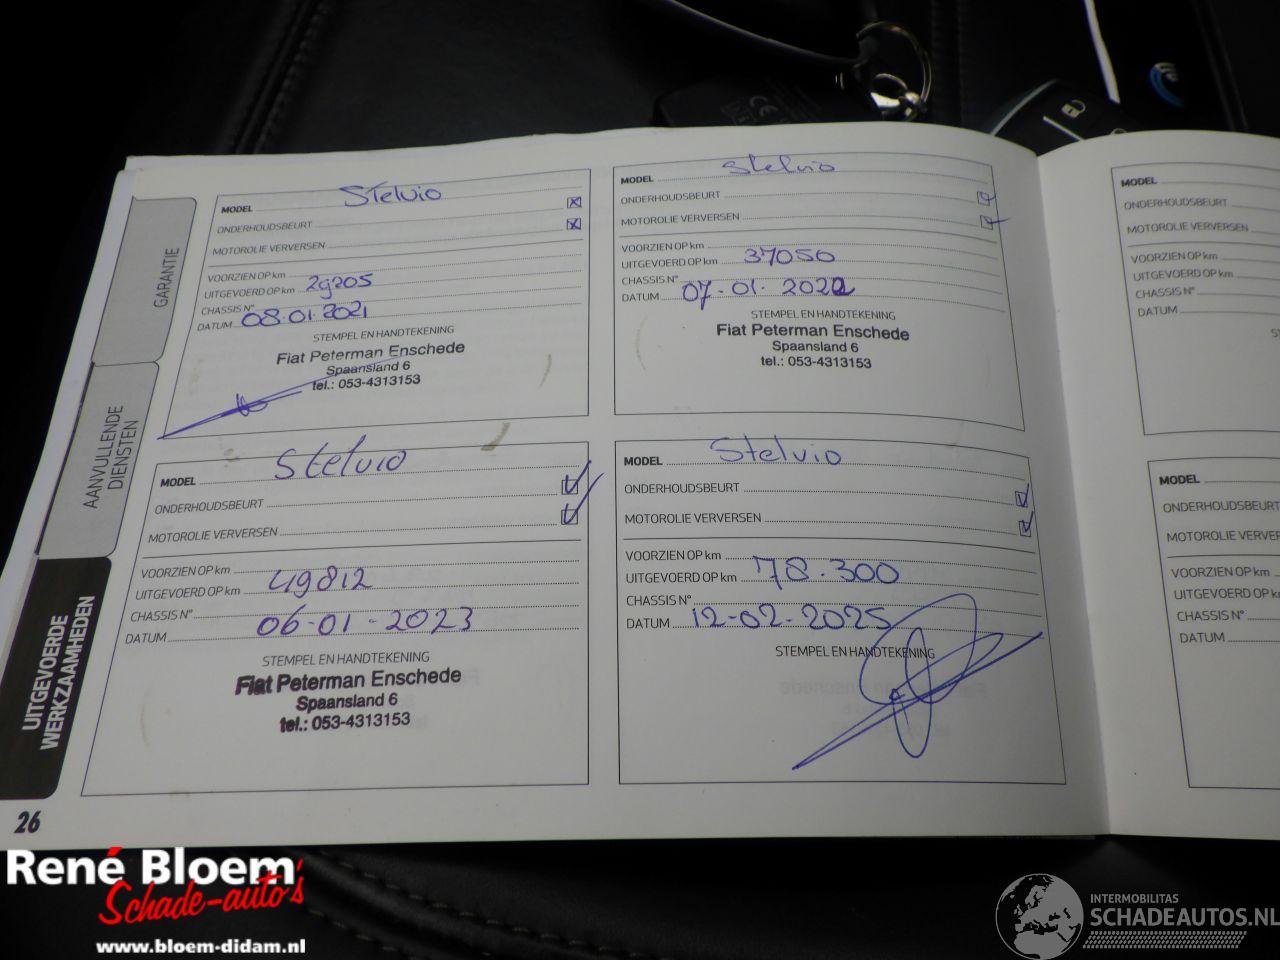 GARANTIE
AANVULLENDE
DIENSTEN
UITGEVOERDE
WERKZAAMHEDEN
MODEL Stelvio
ONDERHOUDSBEURT
MOTOROLIE VERVERSEN
VOORZIEN OP km
UITGEVOERD OP km 29205
CHASSIS N°
DATUM 08-01-2021
STEMPEL EN HANDTEKENING
Fiat Peterman Enschede
Spaansland 6
tel.: 053-4313153
MODEL Stelvio
ONDERHOUDSBEURT
MOTOROLIE VERVERSEN
VOORZIEN OP km
UITGEVOERD OP km 37050
CHASSIS N°
DATUM 07-01-2022
STEMPEL EN HANDTEKENING
Fiat Peterman Enschede
Spaansland 6
tel.: 053-4313153
MODEL Stelvio
ONDERHOUDSBEURT
MOTOROLIE VERVERSEN
VOORZIEN OP km
UITGEVOERD OP km 49812
CHASSIS N°
DATUM 06-01-2023
STEMPEL EN HANDTEKENING
Fiat Peterman Enschede
Spaansland 6
tel.: 053-4313153
MODEL Stelvio
ONDERHOUDSBEURT
MOTOROLIE VERVERSEN
VOORZIEN OP km
UITGEVOERD OP km 78.300
CHASSIS N°
DATUM 12-02-2025
STEMPEL EN HANDTEKENING
MODEL
ONDERHOUDSBEURT
MOTOROLIE VERVERSEN
VOORZIEN OP km
UITGEVOERD OP km
CHASSIS N°
DATUM
MODEL
ONDERHOUDSBEURT
MOTOROLIE VERVER
VOORZIEN OP km
UITGEVOERD OP
CHASSIS N°
DATUM
26
René Bloem
Schade-auto's
www.bloem-didam.nl
INTERMOBILITAS
SCHADEAUTOS.NL